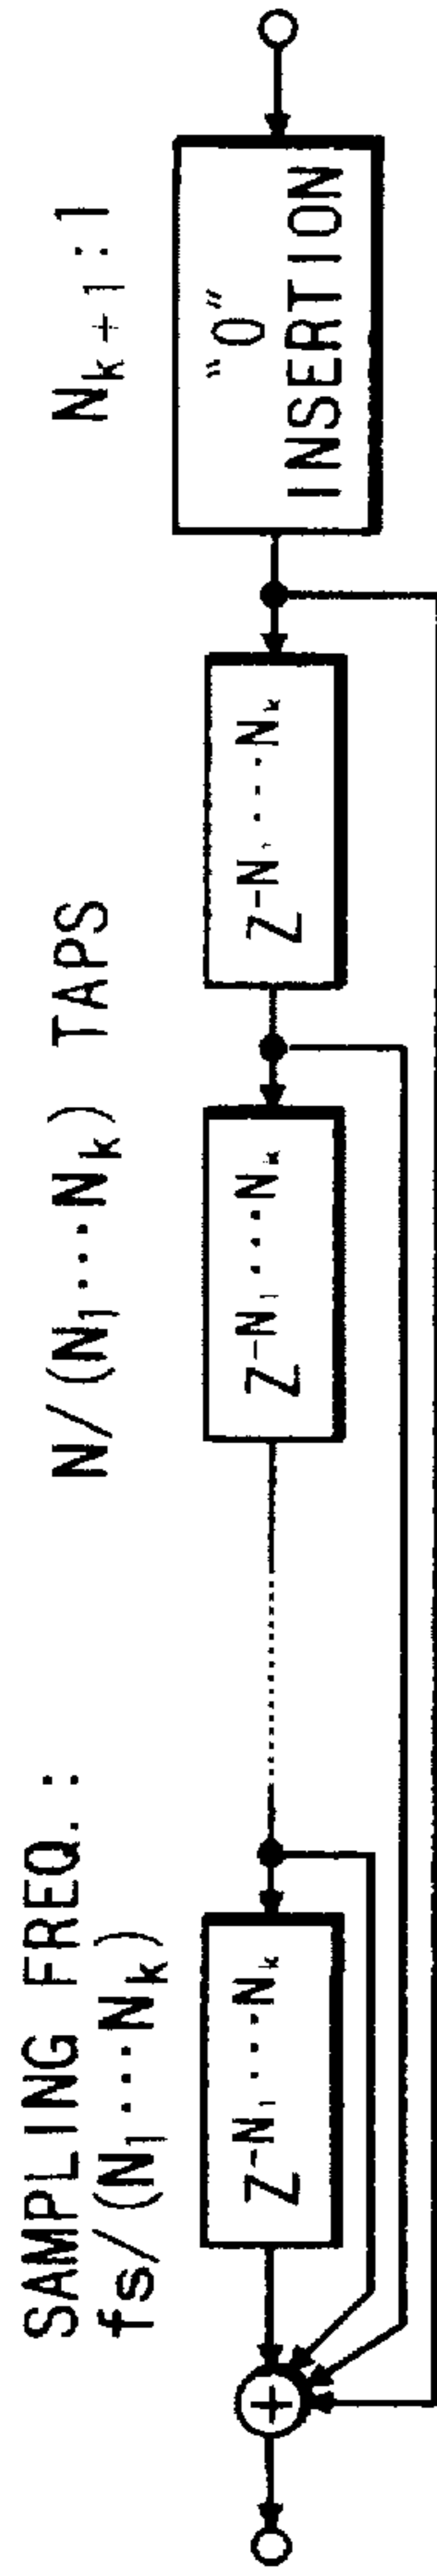 SAMPLING FREQ.:
fs/(N₁···Nₖ)
N/(N₁···Nₖ) TAPS
Nₖ₊₁:1
Z⁻ᴺ¹···Nₖ
Z⁻ᴺ¹···Nₖ
Z⁻ᴺ¹···Nₖ
"0"
INSERTION
+